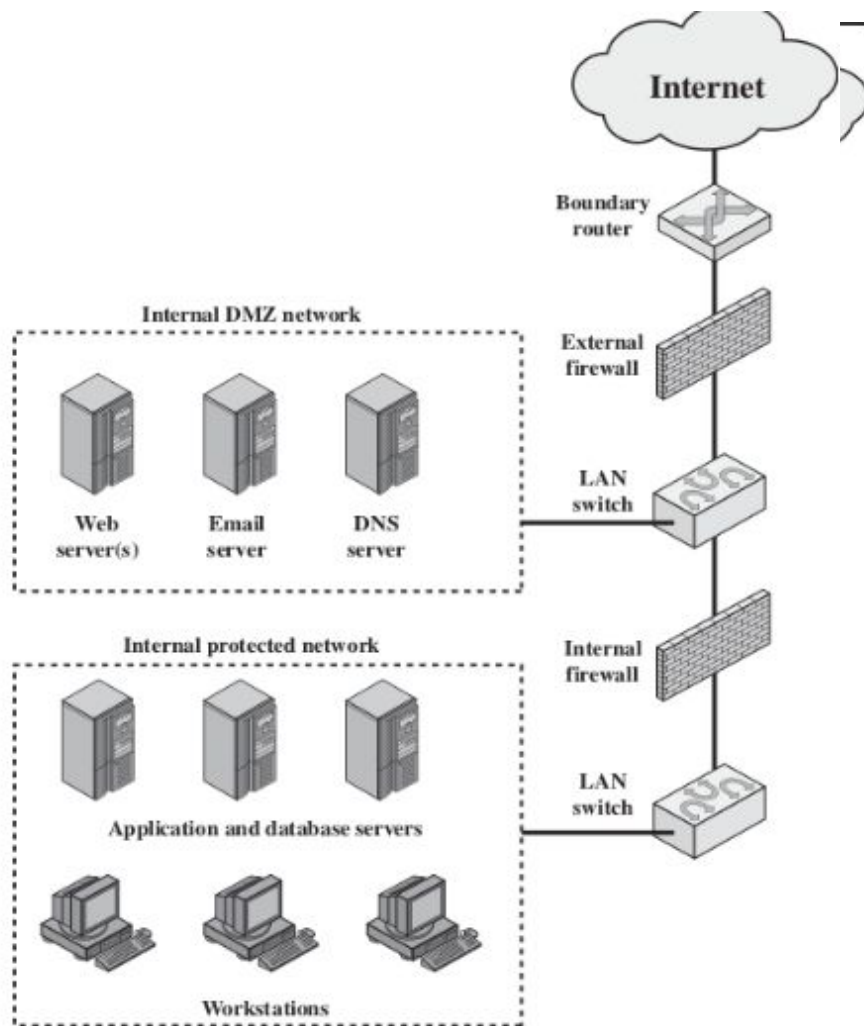 Internet
Boundary
router
Internal DMZ network
External
firewall
LAN
switch
Web
server(s)
Email
server
DNS
server
Internal protected network
Internal
firewall
LAN
switch
Application and database servers
Workstations